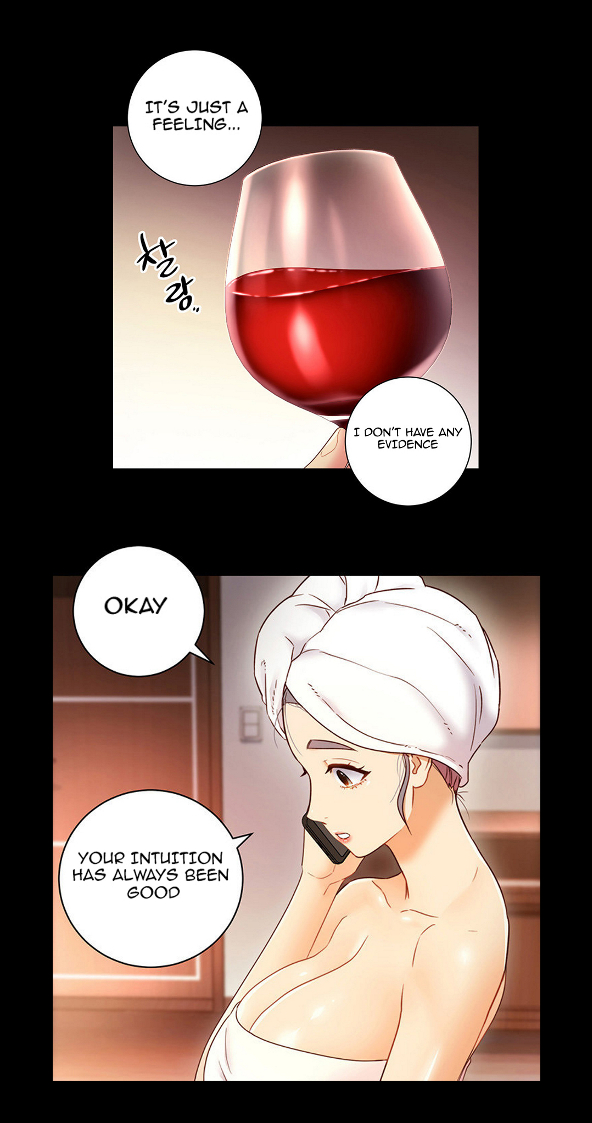 IT'S JUST A
FEELING...
찰
랑..
I DON'T HAVE ANY
EVIDENCE
OKAY
YOUR INTUITION
HAS ALWAYS BEEN
GOOD